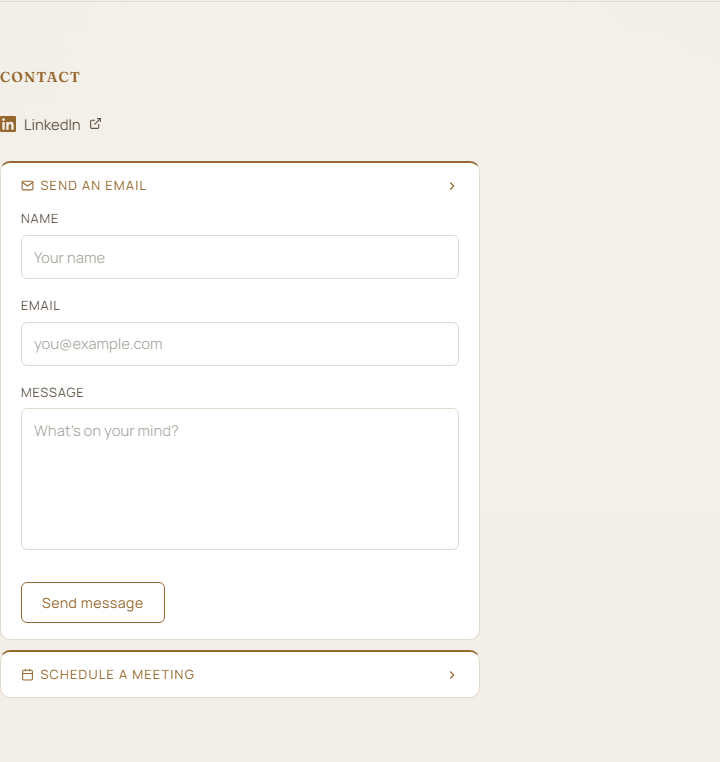 CONTACT
in LinkedIn
SEND AN EMAIL
NAME
Your name
EMAIL
you@example.com
MESSAGE
What's on your mind?
Send message
SCHEDULE A MEETING